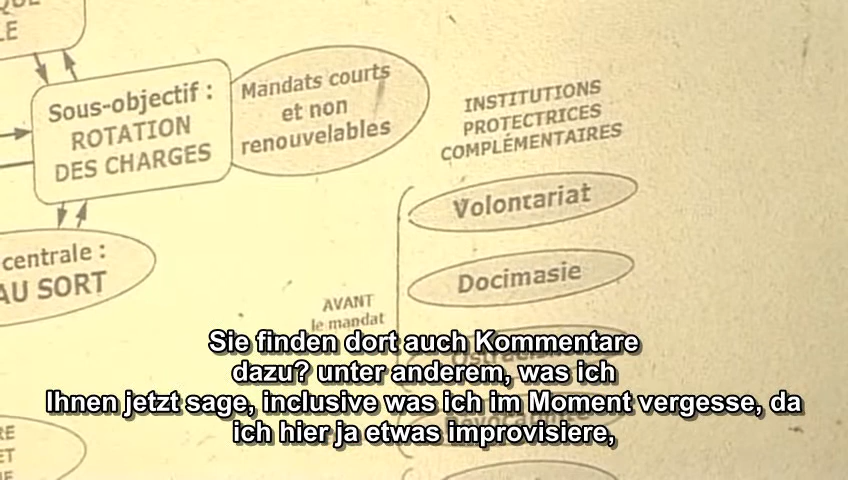 LE
Sous-objectif :
ROTATION
DES CHARGES
Mandats courts
et non
renouvelables
INSTITUTIONS
PROTECTRICES
COMPLÉMENTAIRES
Volontariat
Docimasie
centrale :
AU SORT
AVANT
le mandat
Sie finden dort auch Kommentare
dazu? unter anderem, was ich
Ihnen jetzt sage, inclusive was ich im Moment vergesse, da
ich hier ja etwas improvisiere,